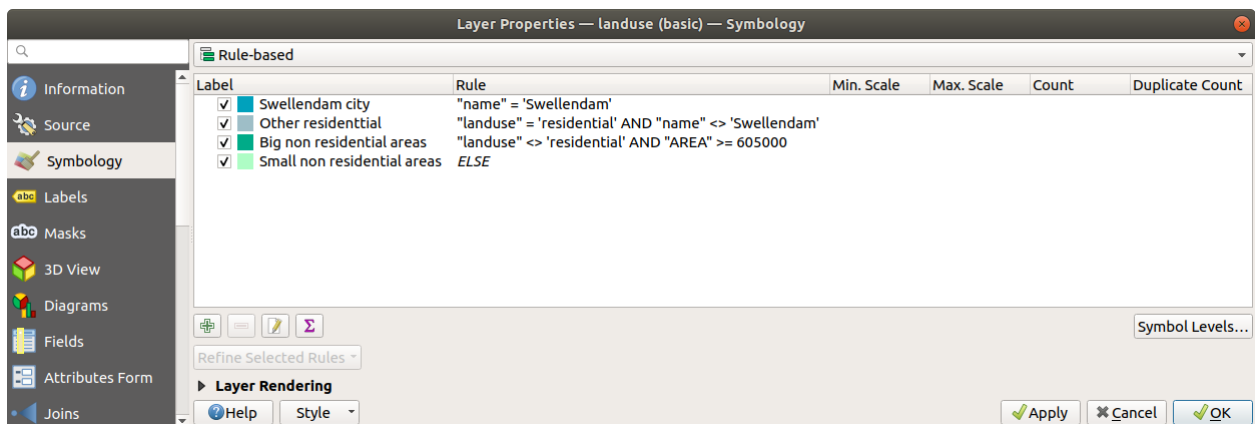 Layer Properties — landuse (basic) — Symbology
Rule-based
Information
Source
Symbology
abc Labels
abc Masks
3D View
Diagrams
Fields
Attributes Form
Joins
Label Rule Min. Scale Max. Scale Count Duplicate Count
Swellendam city "name" = 'Swellendam'
Other residenttial "landuse" = 'residential' AND "name" <> 'Swellendam'
Big non residential areas "landuse" <> 'residential' AND "AREA" >= 605000
Small non residential areas ELSE
Σ
Symbol Levels...
Refine Selected Rules
Layer Rendering
Help Style Apply Cancel OK